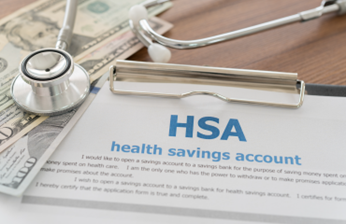 HSA
health savings account
I would like to open a savings account to a savings bank for the purpose of saving money spent on
money spent on health care. I am the only one who has the power to withdraw or to make promises
promises about the account.
I wish to open a savings account to a savings bank for health savings account. I certifies
I hereby certify that the application form is true and complete.